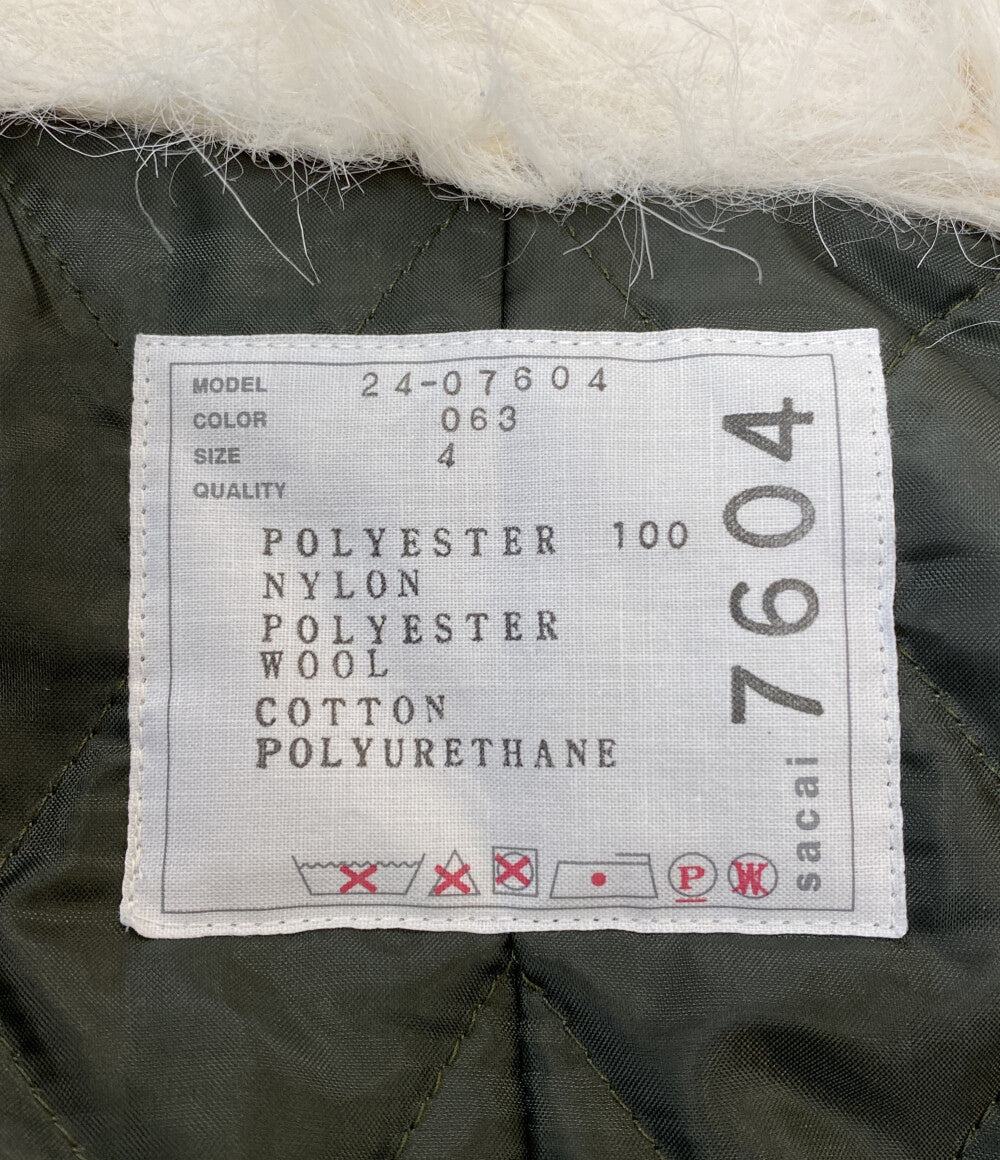 MODEL 24-07604
COLOR 063
SIZE 4
QUALITY
POLYESTER 100
NYLON
POLYESTER
WOOL
COTTON
POLYURETHANE
P W
sacai 7604